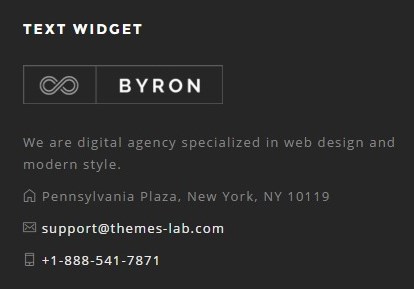 TEXT WIDGET
BYRON
We are digital agency specialized in web design and
modern style.
Pennsylvania Plaza, New York, NY 10119
support@themes-lab.com
+1-888-541-7871